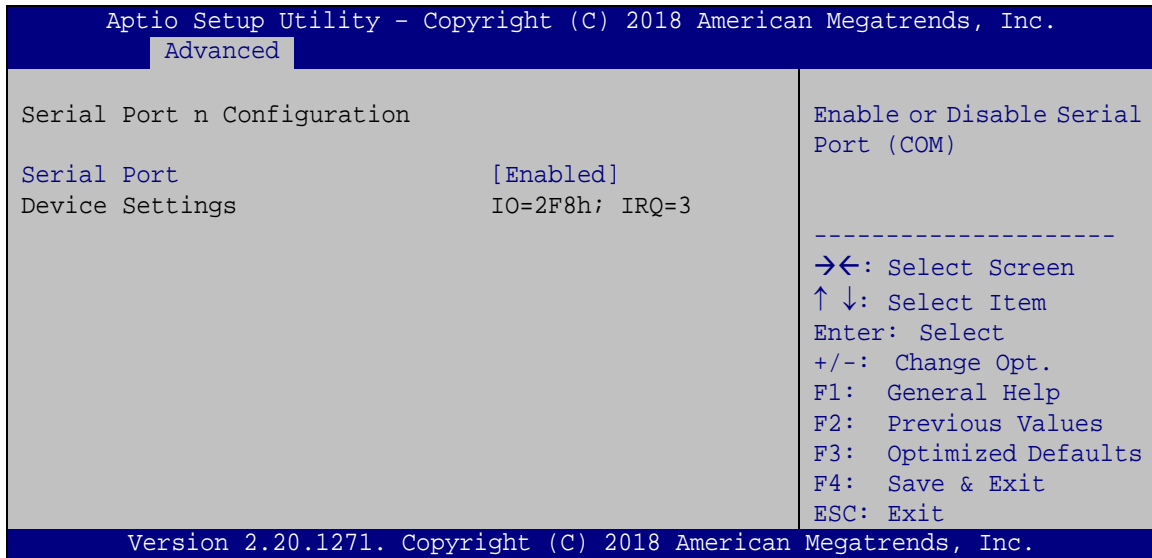 Aptio Setup Utility – Copyright (C) 2018 American Megatrends, Inc.
Advanced
Serial Port n Configuration
Serial Port [Enabled]
Device Settings IO=2F8h; IRQ=3
Enable or Disable Serial
Port (COM)
---------------------
→←: Select Screen
↑ ↓: Select Item
Enter: Select
+/-: Change Opt.
F1: General Help
F2: Previous Values
F3: Optimized Defaults
F4: Save & Exit
ESC: Exit
Version 2.20.1271. Copyright (C) 2018 American Megatrends, Inc.